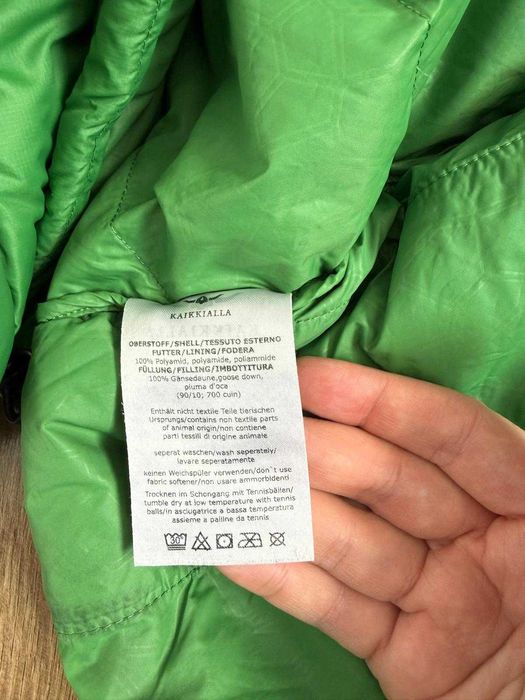 KAIKKIALLA
OBERSTOFF/SHELL/TESSUTO ESTERNO
FUTTER/LINING/FODERA
100% Polyamid, polyamide, poliammide
FÜLLUNG/FILLING/IMBOTTITURA
100% Gänsedaune,goose down,
piuma d'oca
(90/10; 700 cuin)
Enthält nicht textile Teile tierischen
Ursprungs/contains non textile parts
of animal origin/non contiene
parti tessili di origine animale
seperat waschen/wash seperately/
lavare seperatamente
keinen Weichspüler verwenden/don`t use
fabric softener/non usare ammorbidenti
Trocknen im Schongang mit Tennisbällen/
tumble dry at low temperature with tennis
balls/in asciugatrice a bassa temperatura
assieme a palline da tennis
30°